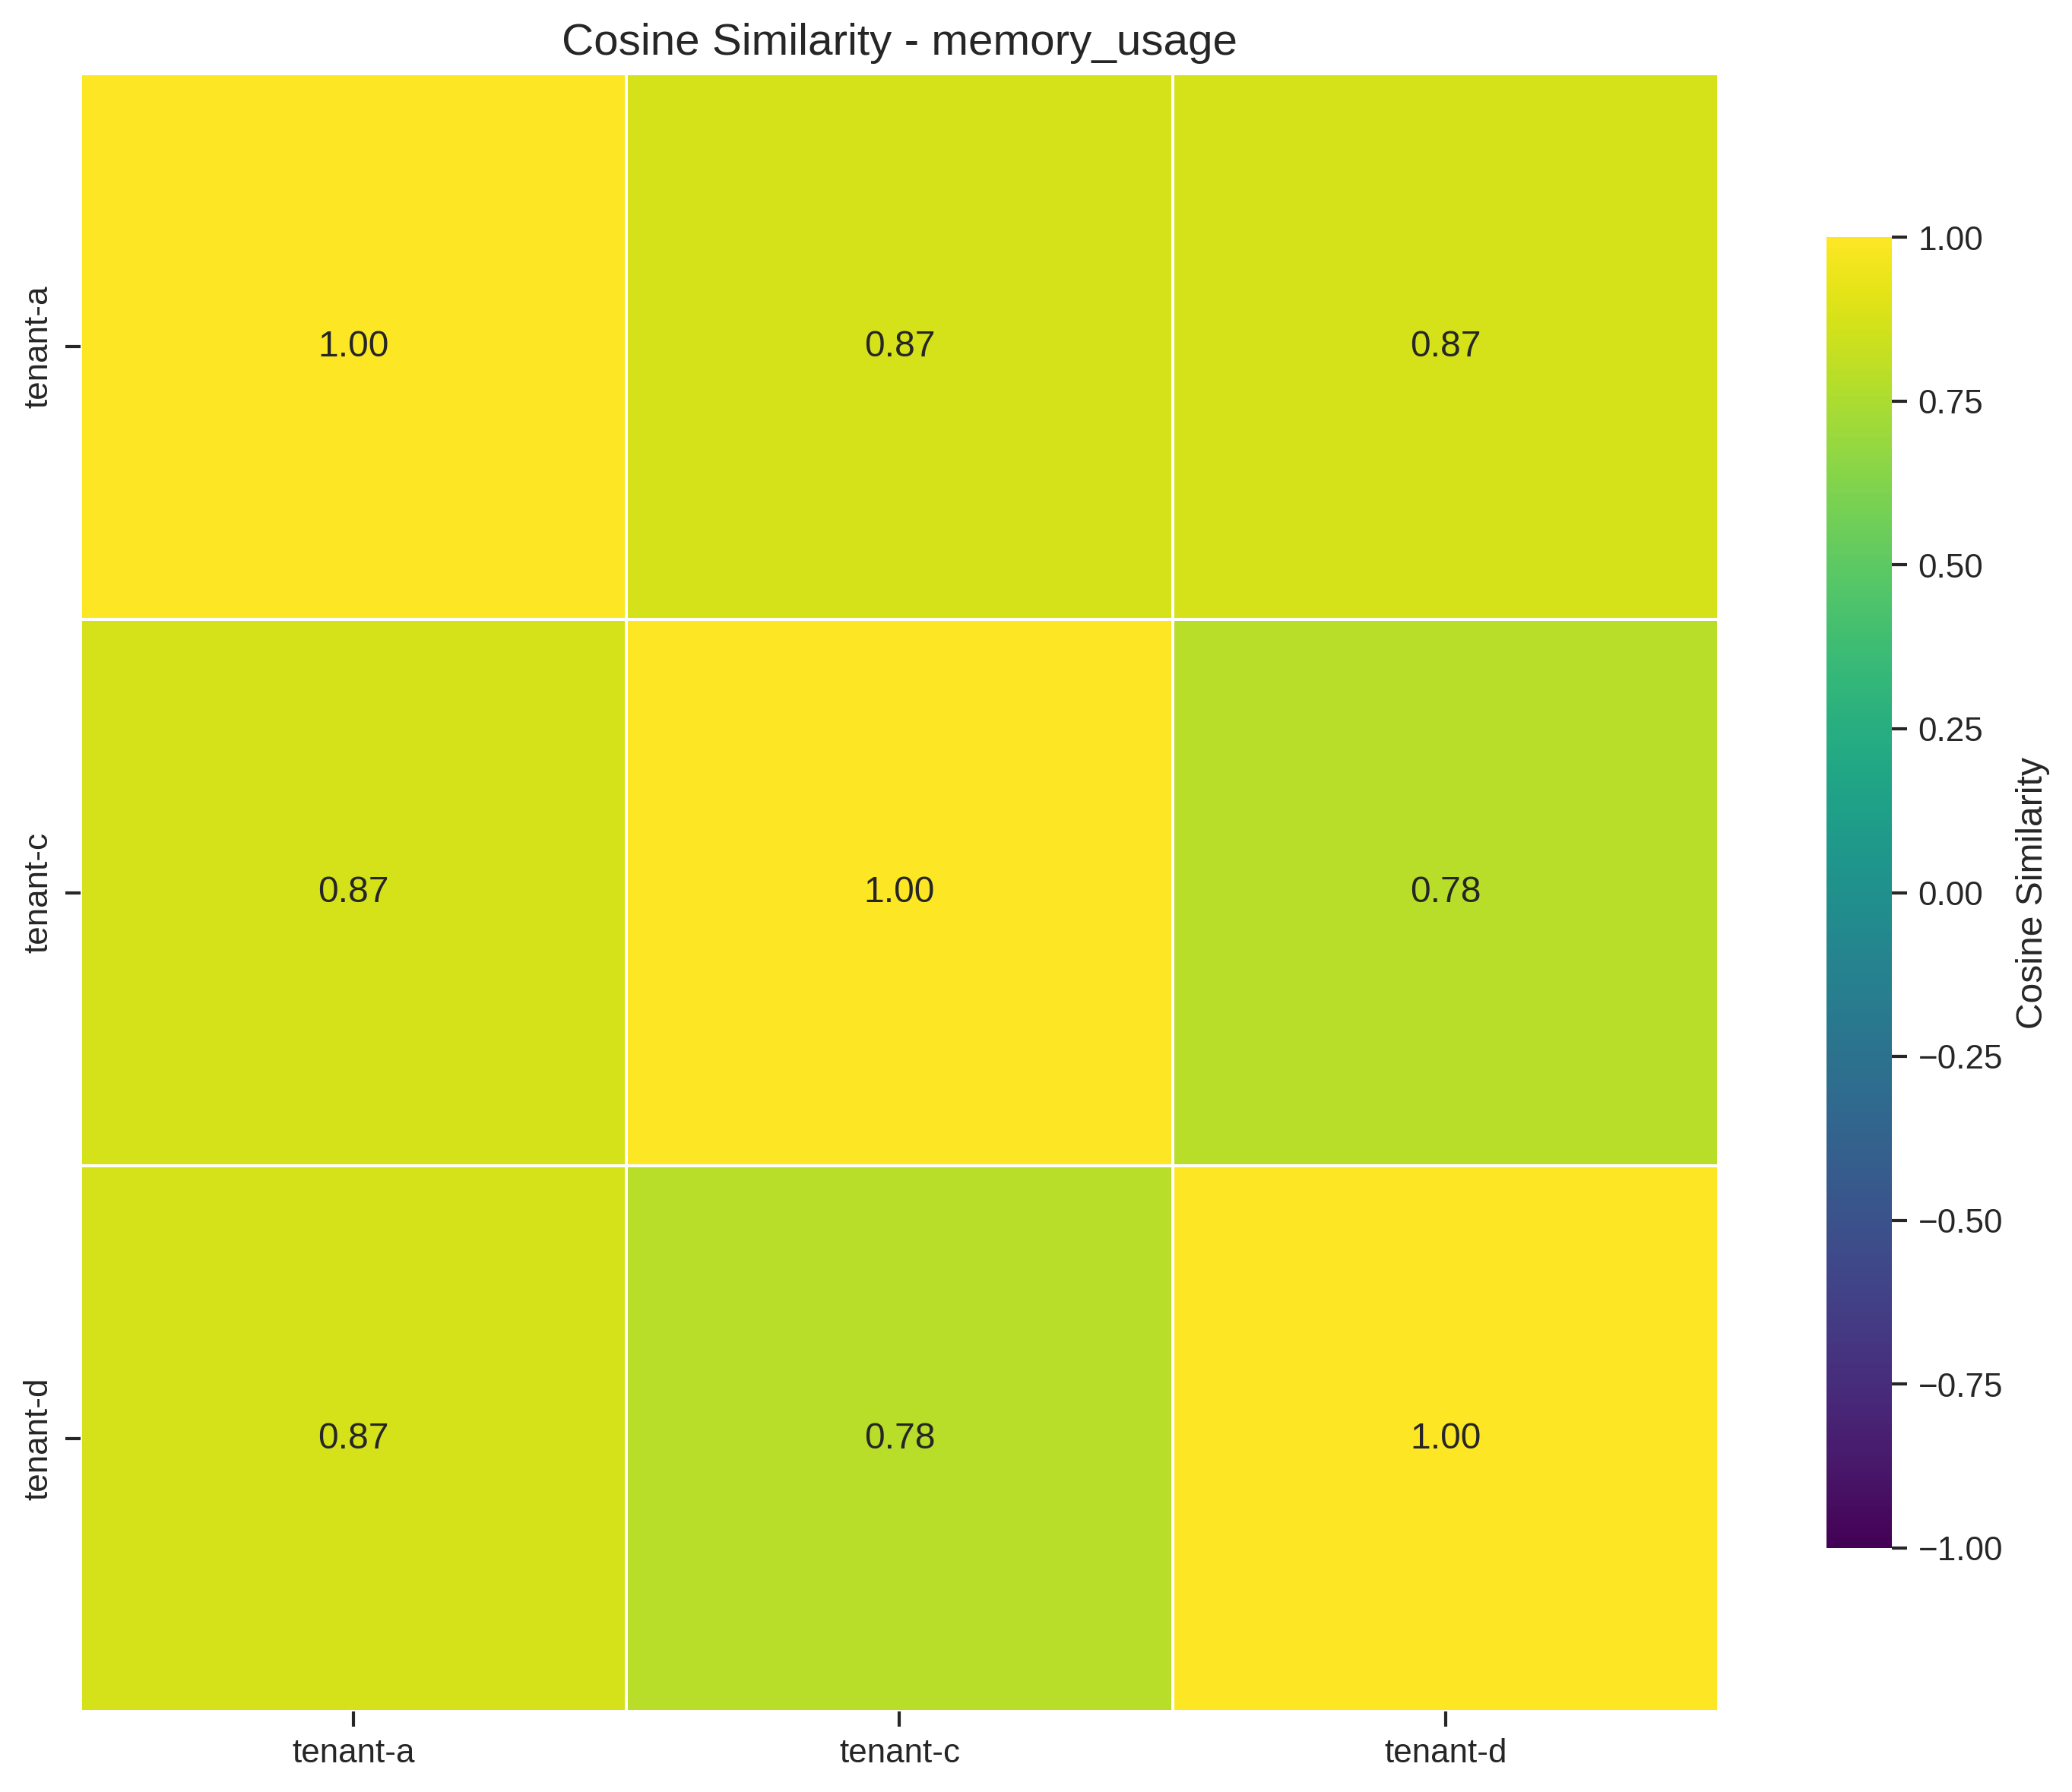 Cosine Similarity - memory_usage
tenant-a
1.00
0.87
0.87
tenant-c
0.87
1.00
0.78
tenant-d
0.87
0.78
1.00
tenant-a
tenant-c
tenant-d
1.00
0.75
0.50
0.25
0.00
−0.25
−0.50
−0.75
−1.00
Cosine Similarity